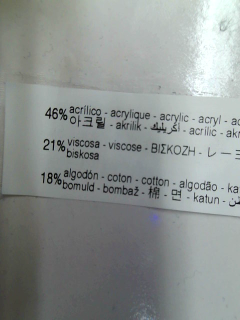 46% acrílico - acrylique - acrylic - acryl -
아크릴 - akrilik - أكريليك - acrílic -
21% viscosa - viscose - ΒΙΣΚΟΖΗ - レー
biskosa
18% algodón - coton - cotton - algodão -
bomuld - bombaž - 棉 - 면 - katun -